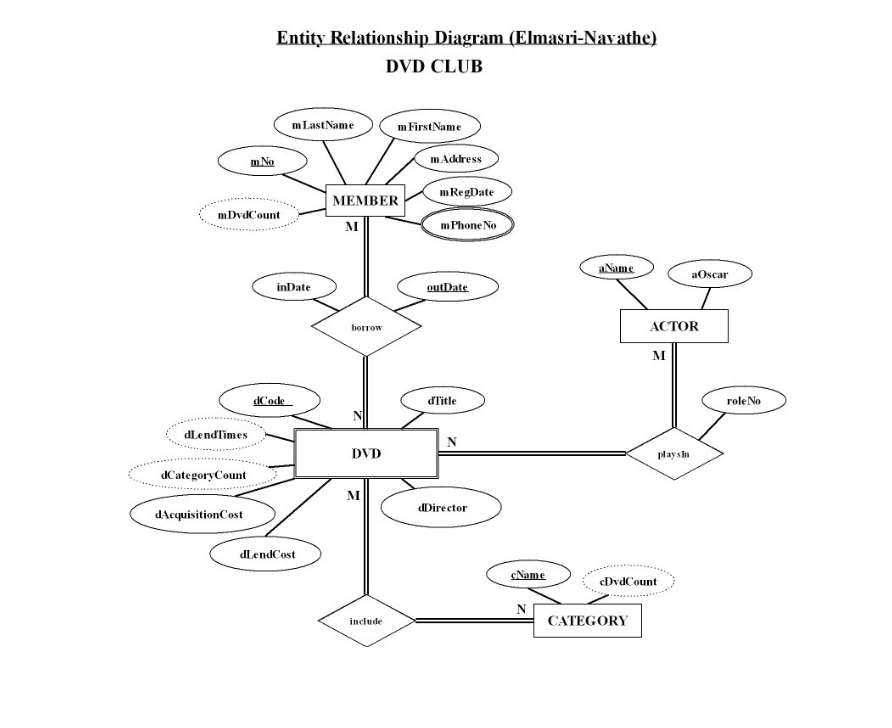 Entity Relationship Diagram (Elmasri-Navathe)
DVD CLUB
mLastName
mFirstName
mNo
mAddress
mRegDate
mDvdCount
MEMBER
mPhoneNo
M
inDate
outDate
borrow
aName
aOscar
ACTOR
M
dCode
dTitle
roleNo
N
dLendTimes
N
DVD
playsIn
dCategoryCount
M
dAcquisitionCost
dDirector
dLendCost
cName
cDvdCount
N
include
CATEGORY